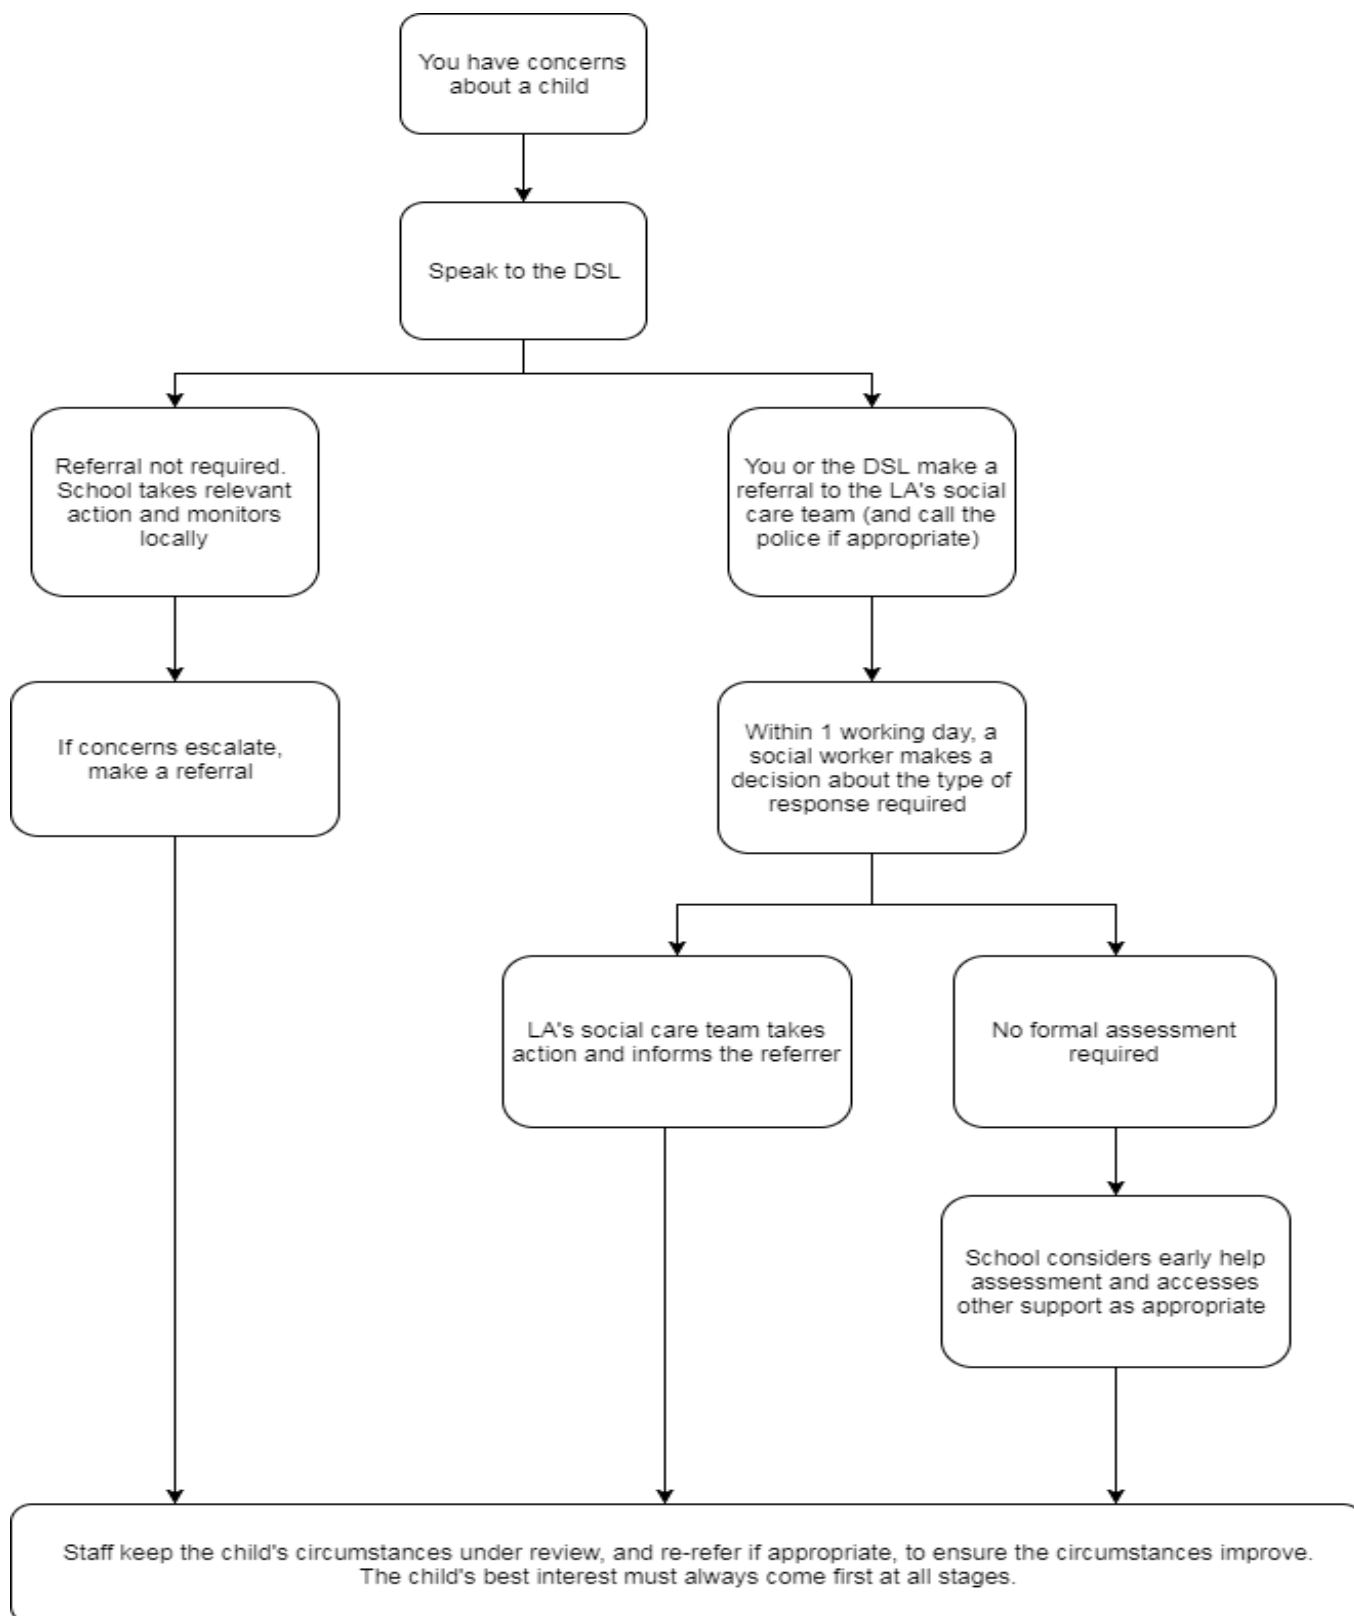 You have concerns
about a child
Speak to the DSL
Referral not required.
School takes relevant
action and monitors
locally
You or the DSL make a
referral to the LA's social
care team (and call the
police if appropriate)
If concerns escalate,
make a referral
Within 1 working day, a
social worker makes a
decision about the type of
response required
LA's social care team takes
action and informs the referrer
No formal assessment
required
School considers early help
assessment and accesses
other support as appropriate
Staff keep the child's circumstances under review, and re-refer if appropriate, to ensure the circumstances improve.
The child's best interest must always come first at all stages.